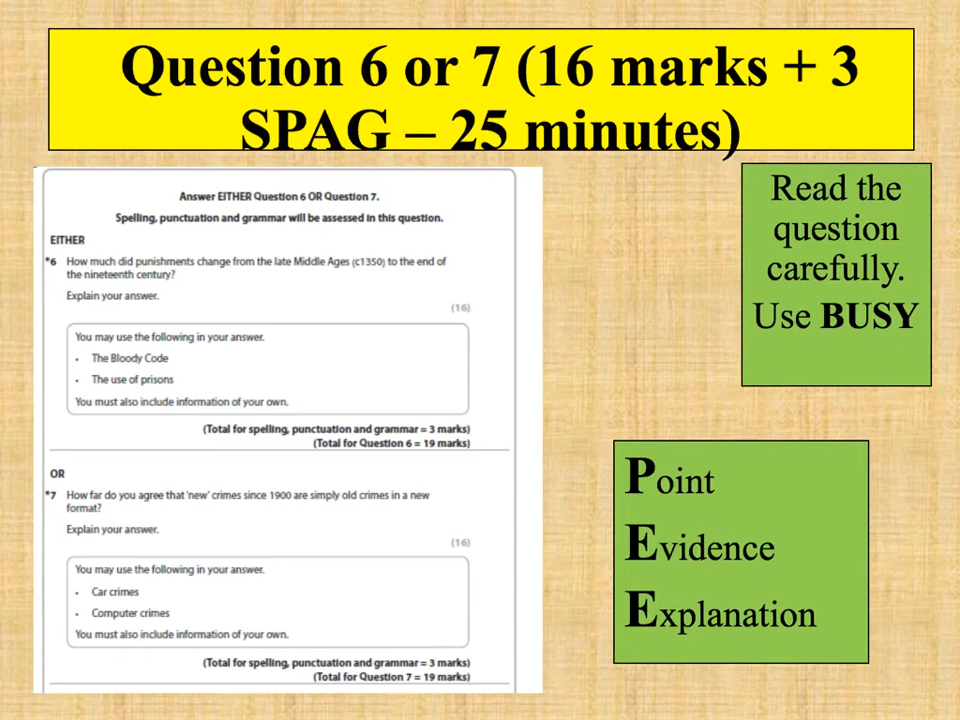 Question 6 or 7 (16 marks + 3
SPAG – 25 minutes)
Answer EITHER Question 6 OR Question 7.
Spelling, punctuation and grammar will be assessed in this question.
EITHER
*6 How much did punishments change from the late Middle Ages (c1350) to the end of
the nineteenth century?
Explain your answer.
(16)
You may use the following in your answer.
• The Bloody Code
• The use of prisons
You must also include information of your own.
(Total for spelling, punctuation and grammar = 3 marks)
(Total for Question 6 = 19 marks)
OR
*7 How far do you agree that 'new' crimes since 1900 are simply old crimes in a new
format?
Explain your answer.
(16)
You may use the following in your answer.
• Car crimes
• Computer crimes
You must also include information of your own.
(Total for spelling, punctuation and grammar = 3 marks)
(Total for Question 7 = 19 marks)
Read the
question
carefully.
Use BUSY
Point
Evidence
Explanation